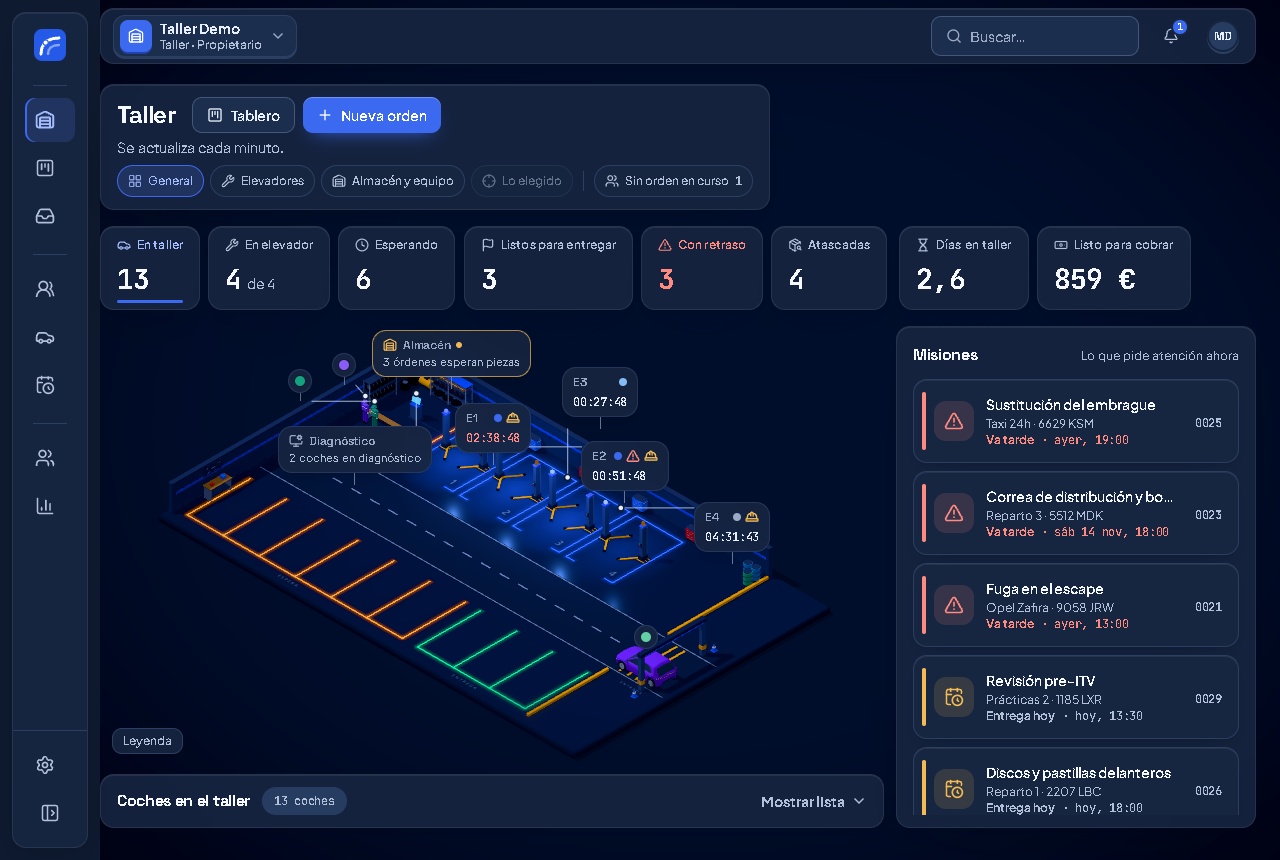 Taller Demo
Taller · Propietario
Buscar...
1
MD
Taller
Tablero
Nueva orden
Se actualiza cada minuto.
General
Elevadores
Almacén y equipo
Lo elegido
Sin orden en curso 1
En taller
13
En elevador
4 de 4
Esperando
6
Listos para entregar
3
Con retraso
3
Atascadas
4
Días en taller
2,6
Listo para cobrar
859 €
Almacén
3 órdenes esperan piezas
E3
00:27:48
E1
02:38:48
Diagnóstico
2 coches en diagnóstico
E2
00:51:48
E4
04:31:43
1
2
3
4
Leyenda
Coches en el taller
13 coches
Mostrar lista
Misiones
Lo que pide atención ahora
Sustitución del embrague
Taxi 24h · 6629 KSM
Va tarde · ayer, 19:00
0025
Correa de distribución y bo...
Reparto 3 · 5512 MDK
Va tarde · sáb 14 nov, 18:00
0023
Fuga en el escape
Opel Zafira · 9058 JRW
Va tarde · ayer, 13:00
0021
Revisión pre-ITV
Prácticas 2 · 1185 LXR
Entrega hoy · hoy, 13:30
0029
Discos y pastillas delanteros
Reparto 1 · 2207 LBC
Entrega hoy · hoy, 18:00
0026